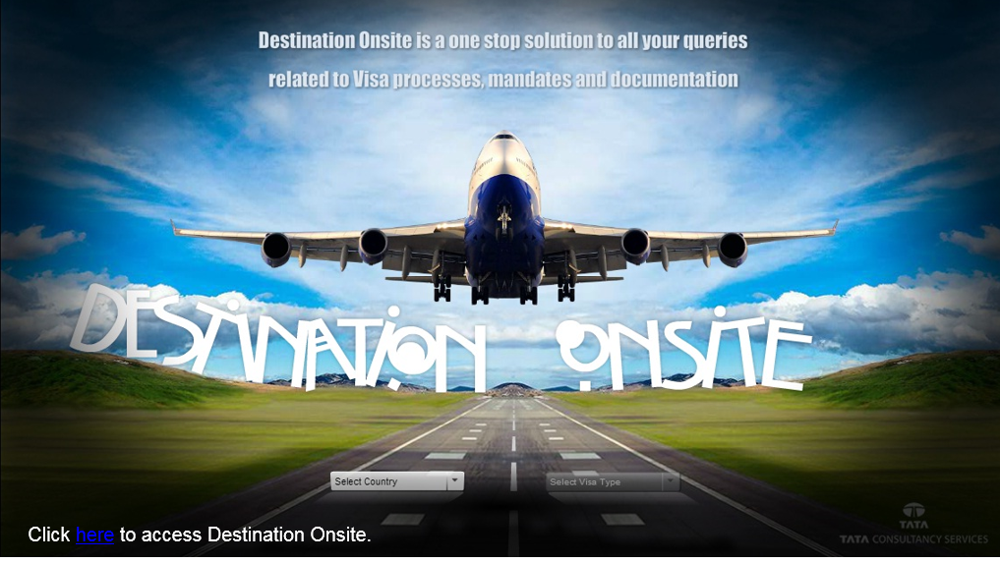 Destination Onsite is a one stop solution to all your queries
related to Visa processes, mandates and documentation
DESTiNATiON ONSiTE
Select Country
Select Visa Type
TATA
TATA CONSULTANCY SERVICES
Click here to access Destination Onsite.